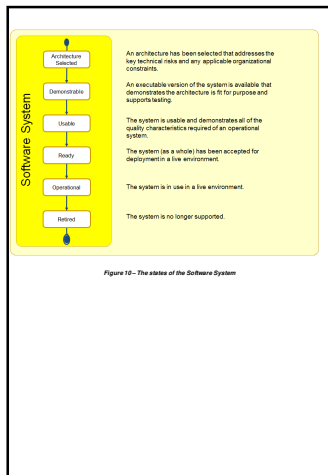 Software System
Architecture
Selected
An architecture has been selected that addresses the
key technical risks and any applicable organizational
constraints.
Demonstrable
An executable version of the system is available that
demonstrates the architecture is fit for purpose and
supports testing.
Usable
The system is usable and demonstrates all of the
quality characteristics required of an operational
system.
Ready
The system (as a whole) has been accepted for
deployment in a live environment.
Operational
The system is in use in a live environment.
Retired
The system is no longer supported.
Figure 10 – The states of the Software System